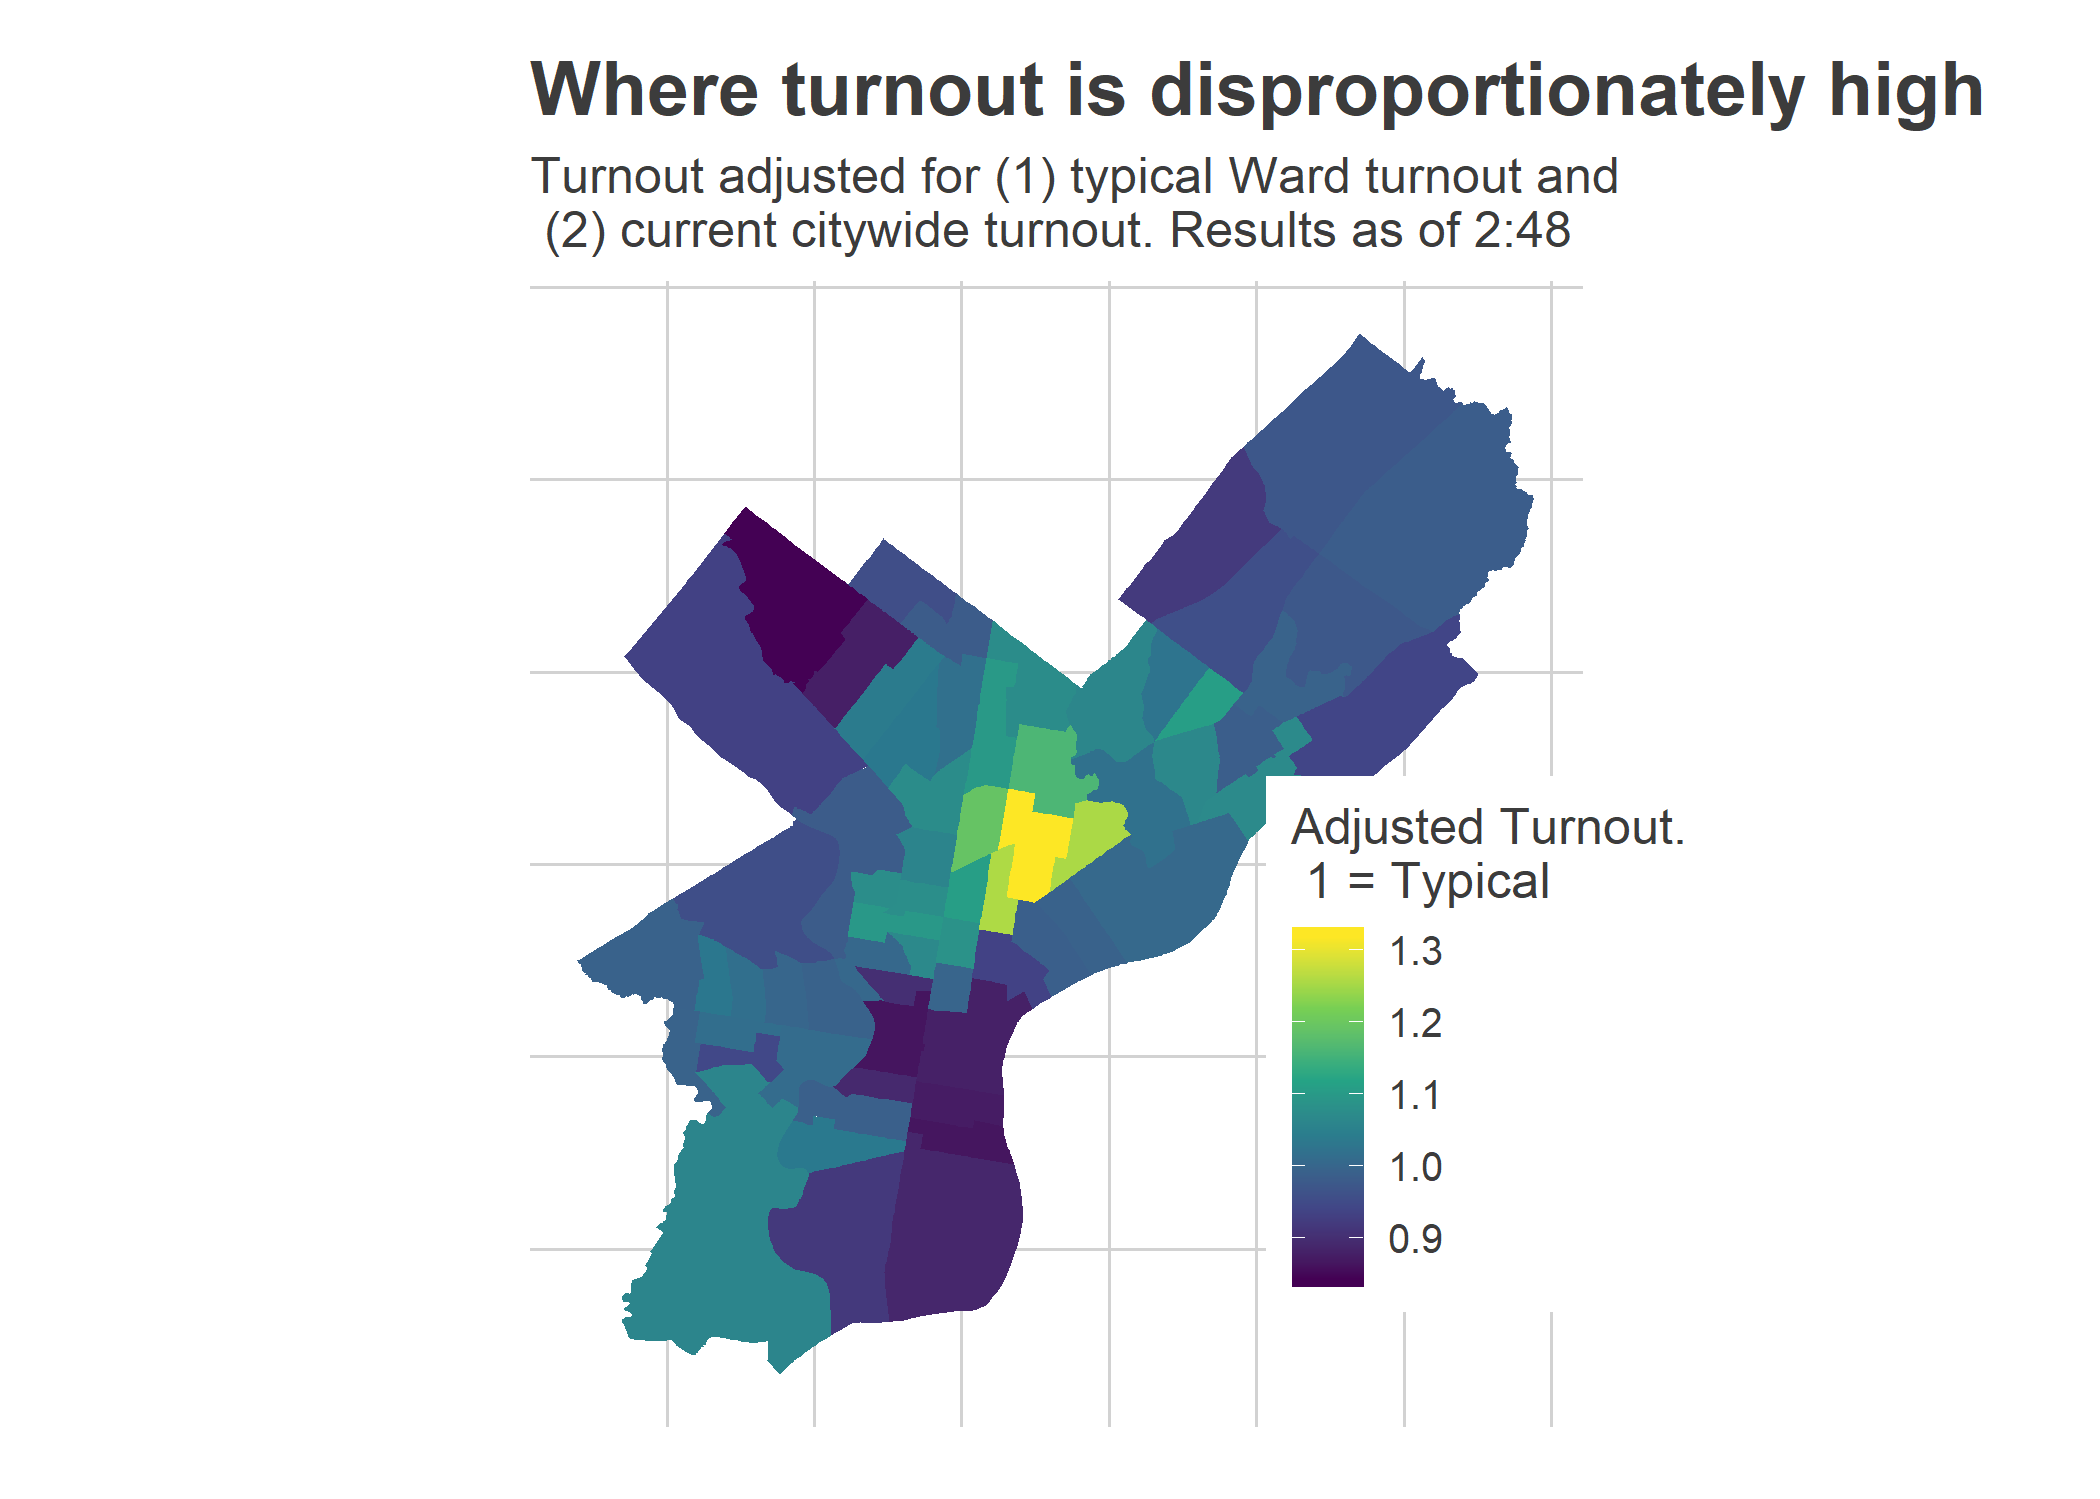 Where turnout is disproportionately high
Turnout adjusted for (1) typical Ward turnout and
(2) current citywide turnout. Results as of 2:48
Adjusted Turnout.
1 = Typical
1.3
1.2
1.1
1.0
0.9